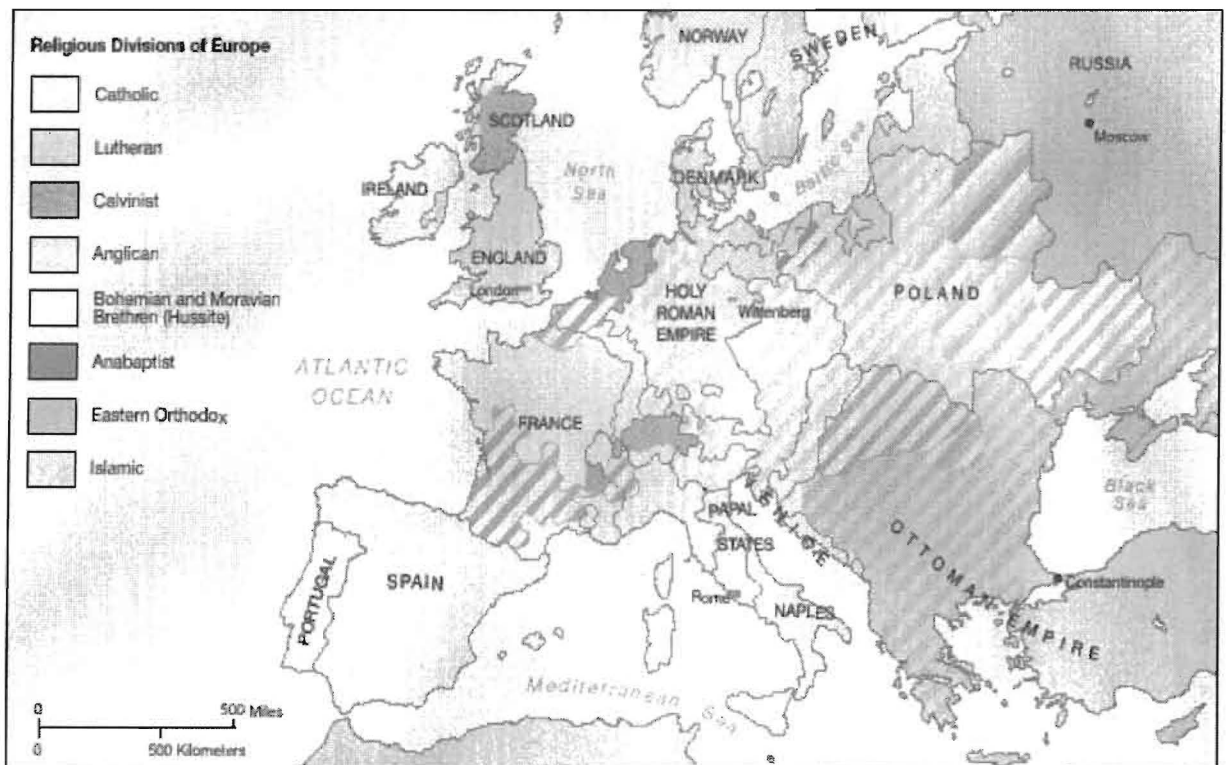 Religious Divisions of Europe
Catholic
Lutheran
Calvinist
Anglican
Bohemian and Moravian
Brethren (Hussite)
Anabaptist
Eastern Orthodox
Islamic
NORWAY
SWEDEN
RUSSIA
Moscow
SCOTLAND
North
Sea
IRELAND
DENMARK
Baltic Sea
ENGLAND
London
HOLY
ROMAN
EMPIRE
Wittenberg
POLAND
ATLANTIC
OCEAN
FRANCE
Black
Sea
PAPAL
STATES
VENICE
OTTOMAN EMPIRE
Constantinople
PORTUGAL
SPAIN
Rome
NAPLES
Mediterranean Sea
0 500 Miles
0 500 Kilometers